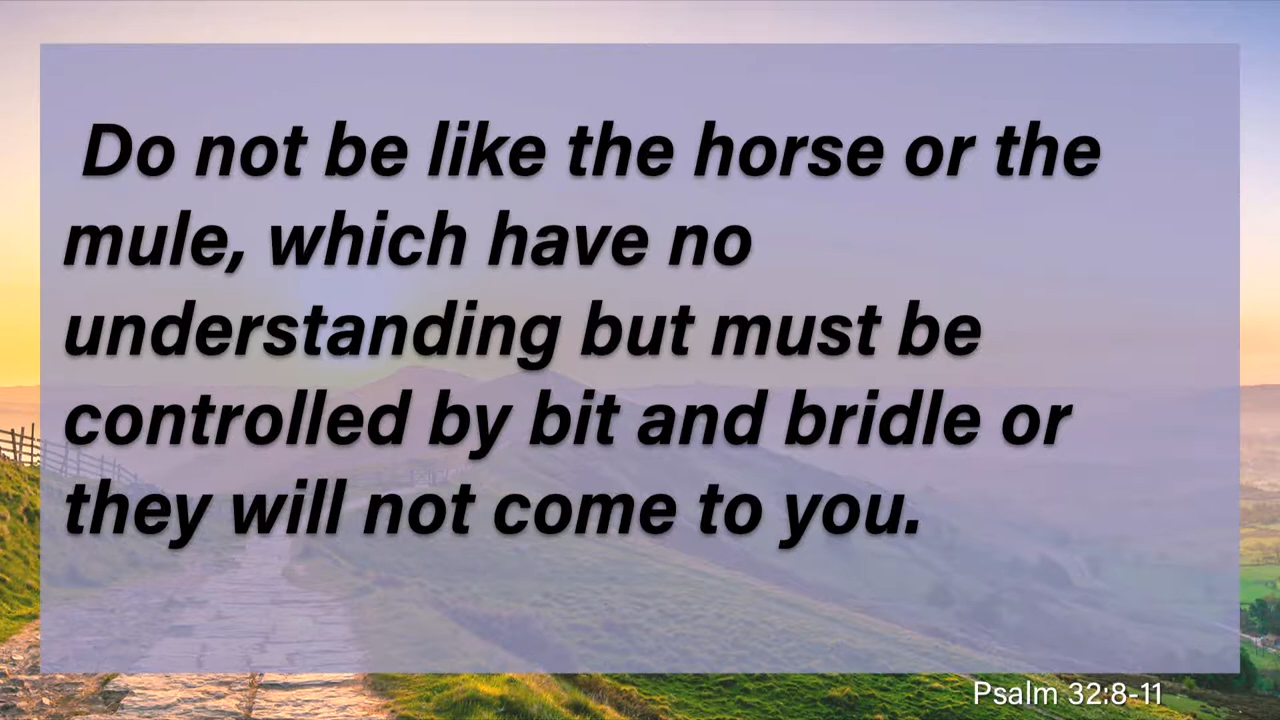 Do not be like the horse or the
mule, which have no
understanding but must be
controlled by bit and bridle or
they will not come to you.
Psalm 32:8-11